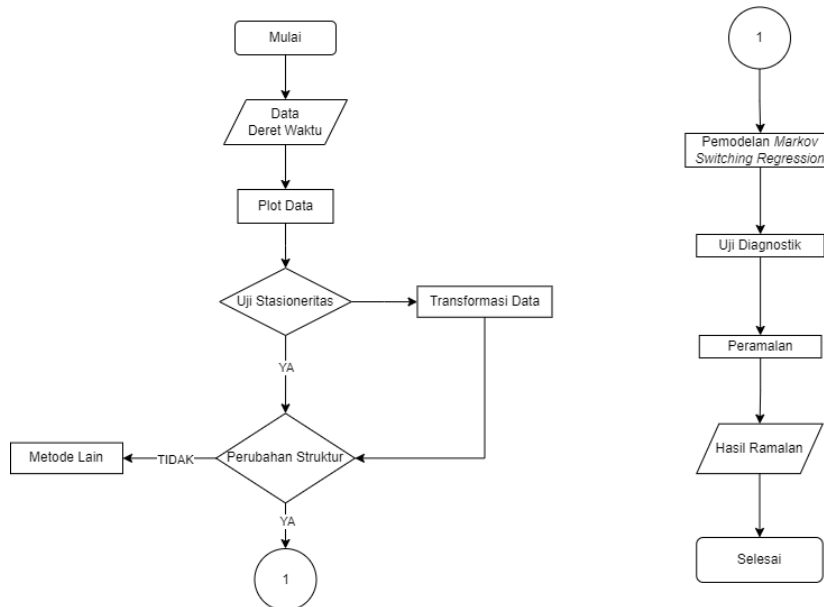 Mulai
Data
Deret Waktu
Plot Data
Uji Stasioneritas
Transformasi Data
YA
Metode Lain
TIDAK
Perubahan Struktur
YA
1
1
Pemodelan Markov
Switching Regression
Uji Diagnostik
Peramalan
Hasil Ramalan
Selesai